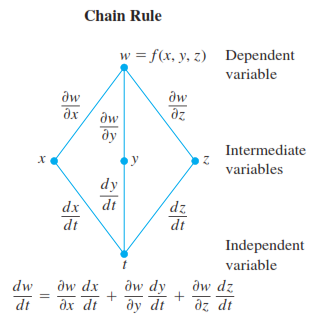 Chain Rule
w = f(x, y, z) Dependent
variable
∂w/∂x
∂w/∂y
∂w/∂z
x
y
z
Intermediate
variables
dx/dt
dy/dt
dz/dt
t
Independent
variable
dw/dt = ∂w/∂x dx/dt + ∂w/∂y dy/dt + ∂w/∂z dz/dt